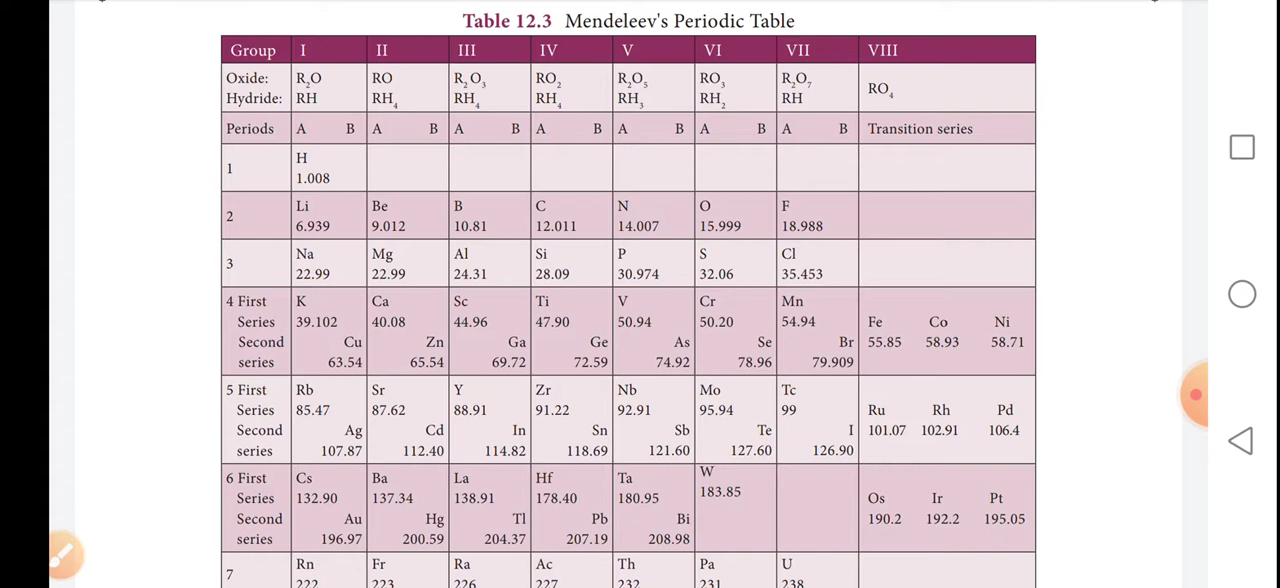 Table 12.3 Mendeleev's Periodic Table
Group I II III IV V VI VII VIII
Oxide: R₂O RO R₂O₃ RO₂ R₂O₅ RO₃ R₂O₇ RO₄
Hydride: RH RH₄ RH₄ RH₄ RH₃ RH₂ RH
Periods A B A B A B A B A B A B A B Transition series
1 H
1.008
2 Li Be B C N O F
6.939 9.012 10.81 12.011 14.007 15.999 18.988
3 Na Mg Al Si P S Cl
22.99 22.99 24.31 28.09 30.974 32.06 35.453
4 First K Ca Sc Ti V Cr Mn
Series 39.102 40.08 44.96 47.90 50.94 50.20 54.94 Fe Co Ni
Second Cu Zn Ga Ge As Se Br 55.85 58.93 58.71
series 63.54 65.54 69.72 72.59 74.92 78.96 79.909
5 First Rb Sr Y Zr Nb Mo Tc
Series 85.47 87.62 88.91 91.22 92.91 95.94 99 Ru Rh Pd
Second Ag Cd In Sn Sb Te I 101.07 102.91 106.4
series 107.87 112.40 114.82 118.69 121.60 127.60 126.90
6 First Cs Ba La Hf Ta W
Series 132.90 137.34 138.91 178.40 180.95 183.85 Os Ir Pt
Second Au Hg Tl Pb Bi 190.2 192.2 195.05
series 196.97 200.59 204.37 207.19 208.98
7 Rn Fr Ra Ac Th Pa U
222 223 226 227 232 231 238